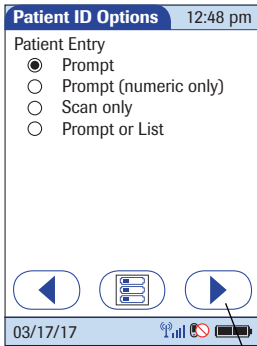 Patient ID Options 12:48 pm
Patient Entry
Prompt
Prompt (numeric only)
Scan only
Prompt or List
03/17/17